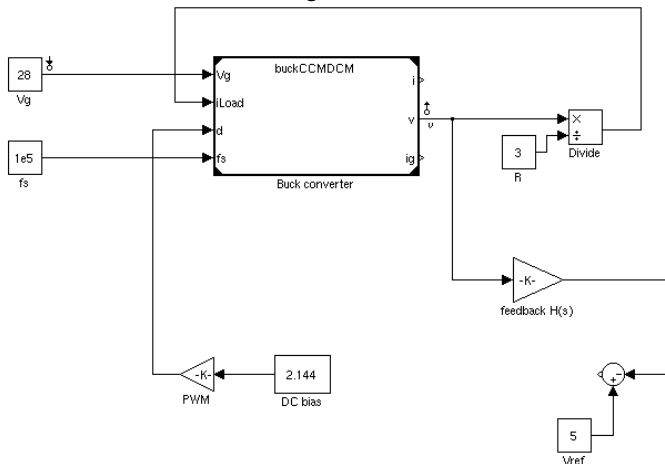 buckCCMDCM
28
Vg
Vg
i
iLoad
v
v
×
÷
Divide
d
3
R
1e5
fs
fs
ig
Buck converter
-K-
feedback H(s)
-K-
PWM
2.144
DC bias
-
+
5
Vref